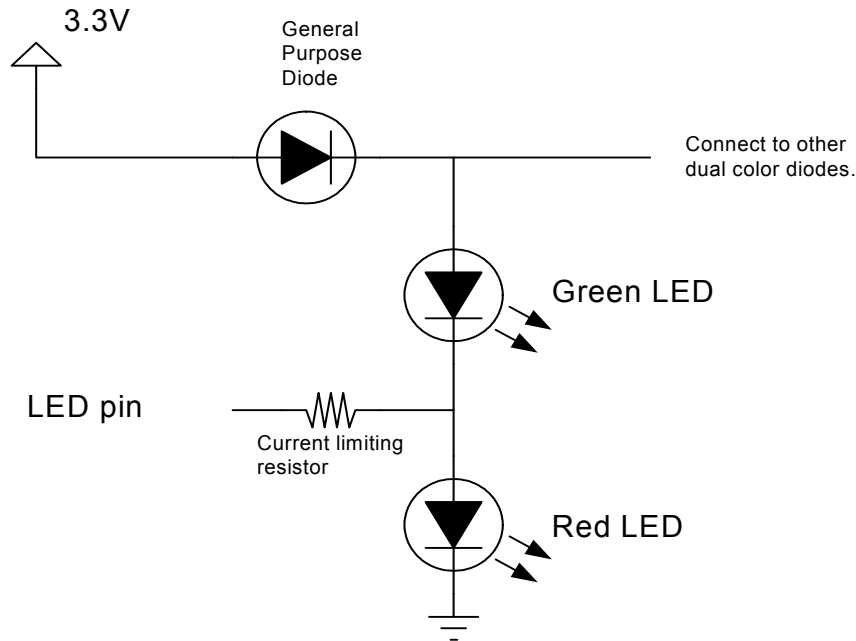 3.3V
General
Purpose
Diode
Connect to other
dual color diodes.
Green LED
LED pin
Current limiting
resistor
Red LED